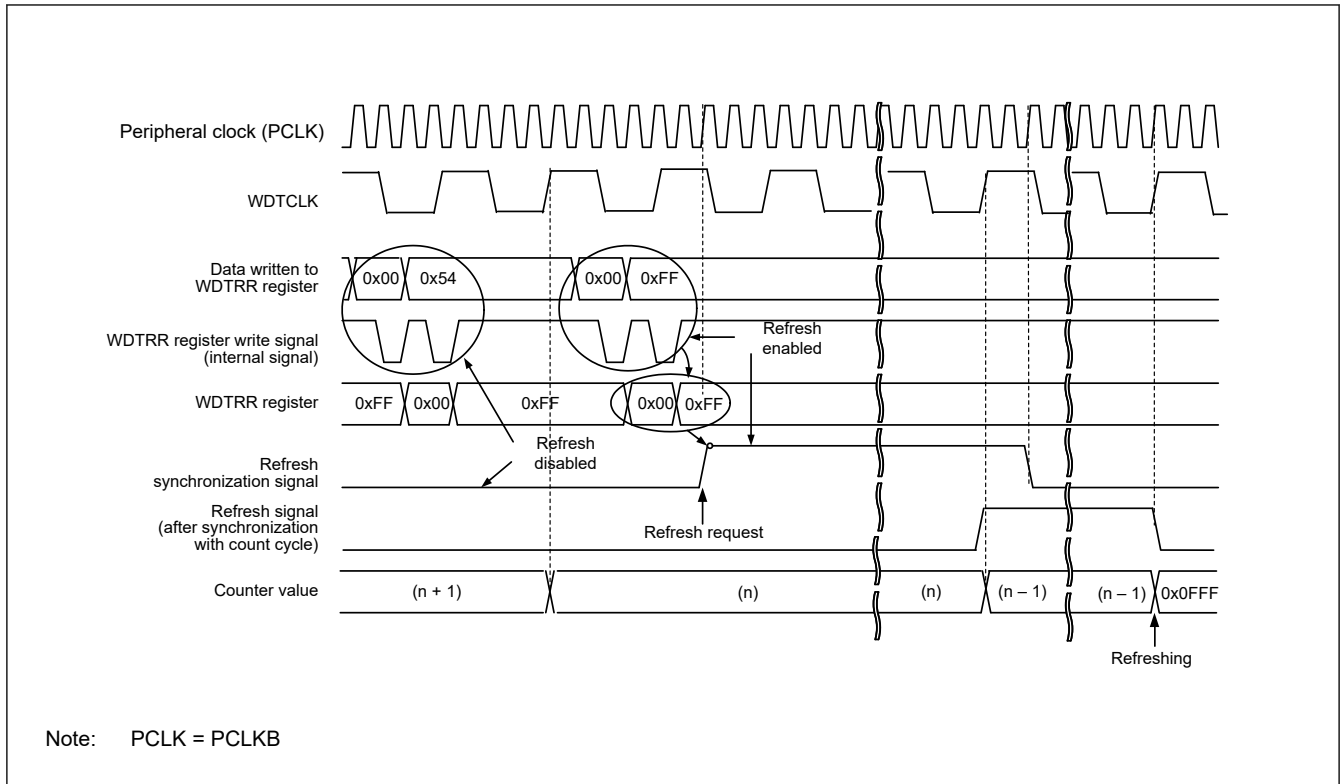 Peripheral clock (PCLK)
WDTCLK
Data written to
WDTRR register
0x00
0x54
0x00
0xFF
WDTRR register write signal
(internal signal)
Refresh
enabled
WDTRR register
0xFF
0x00
0xFF
0x00
0xFF
Refresh
disabled
Refresh
synchronization signal
Refresh request
Refresh signal
(after synchronization
with count cycle)
Counter value
(n + 1)
(n)
(n)
(n – 1)
(n – 1)
0x0FFF
Refreshing
Note: PCLK = PCLKB